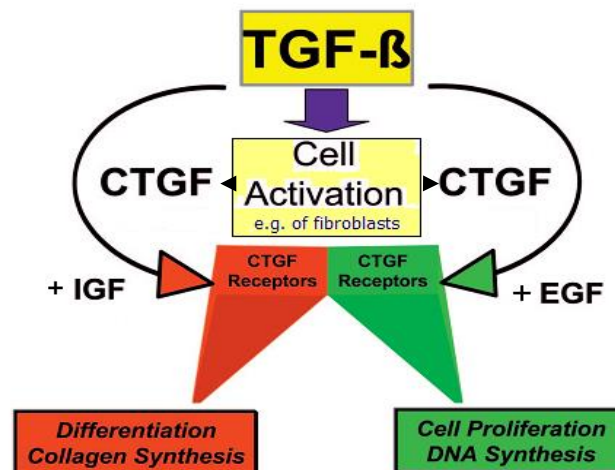 TGF-ß
Cell
Activation
e.g. of fibroblasts
CTGF
CTGF
CTGF
Receptors
CTGF
Receptors
+ IGF
+ EGF
Differentiation
Collagen Synthesis
Cell Proliferation
DNA Synthesis